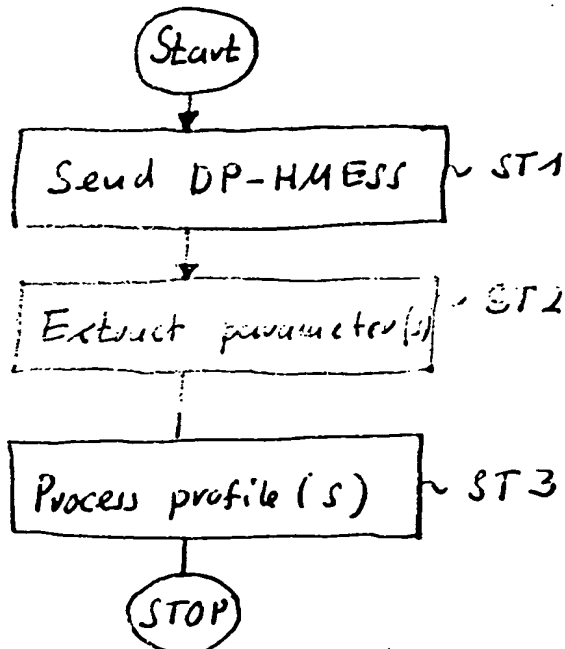 Start
Send DP-HMESS
ST1
Extract parameter(s)
ST2
Process profile(s)
ST3
STOP